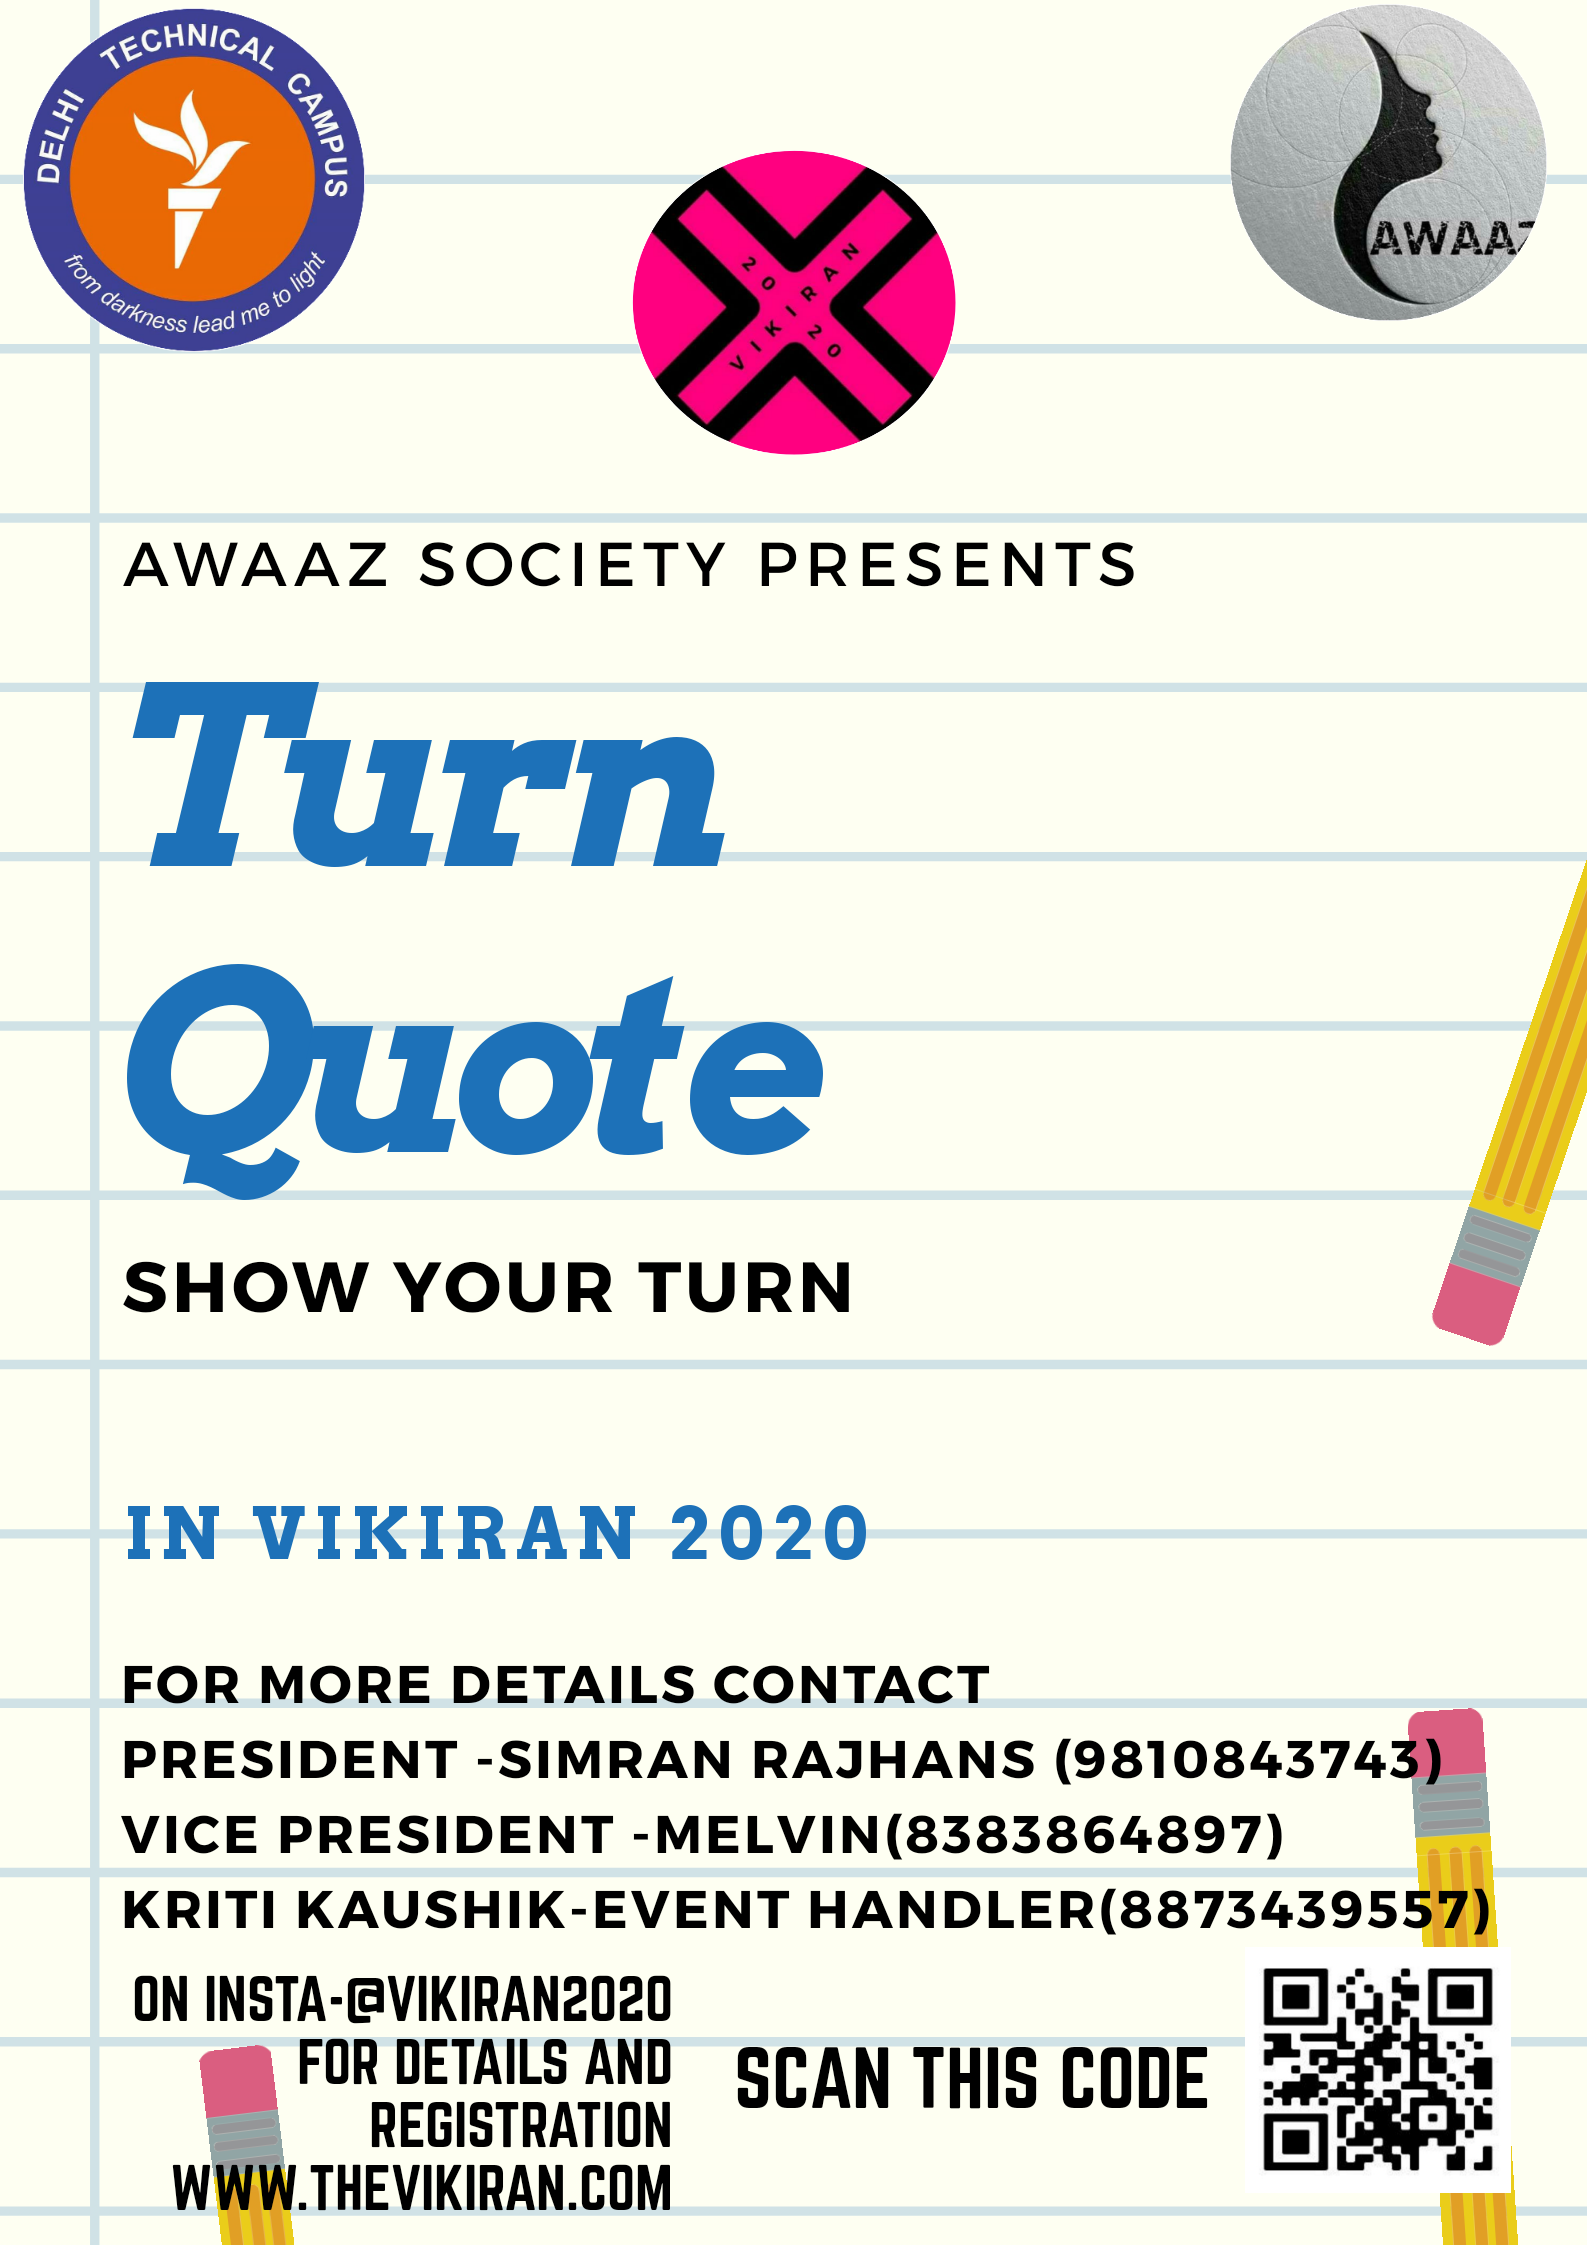 DELHI TECHNICAL CAMPUS
from darkness lead me to light
20 20
VIKIRAN
AWAAZ
AWAAZ SOCIETY PRESENTS
Turn
Quote
SHOW YOUR TURN
IN VIKIRAN 2020
FOR MORE DETAILS CONTACT
PRESIDENT -SIMRAN RAJHANS (9810843743)
VICE PRESIDENT -MELVIN(8383864897)
KRITI KAUSHIK-EVENT HANDLER(8873439557)
ON INSTA-@VIKIRAN2020
FOR DETAILS AND
REGISTRATION
WWW.THEVIKIRAN.COM
SCAN THIS CODE